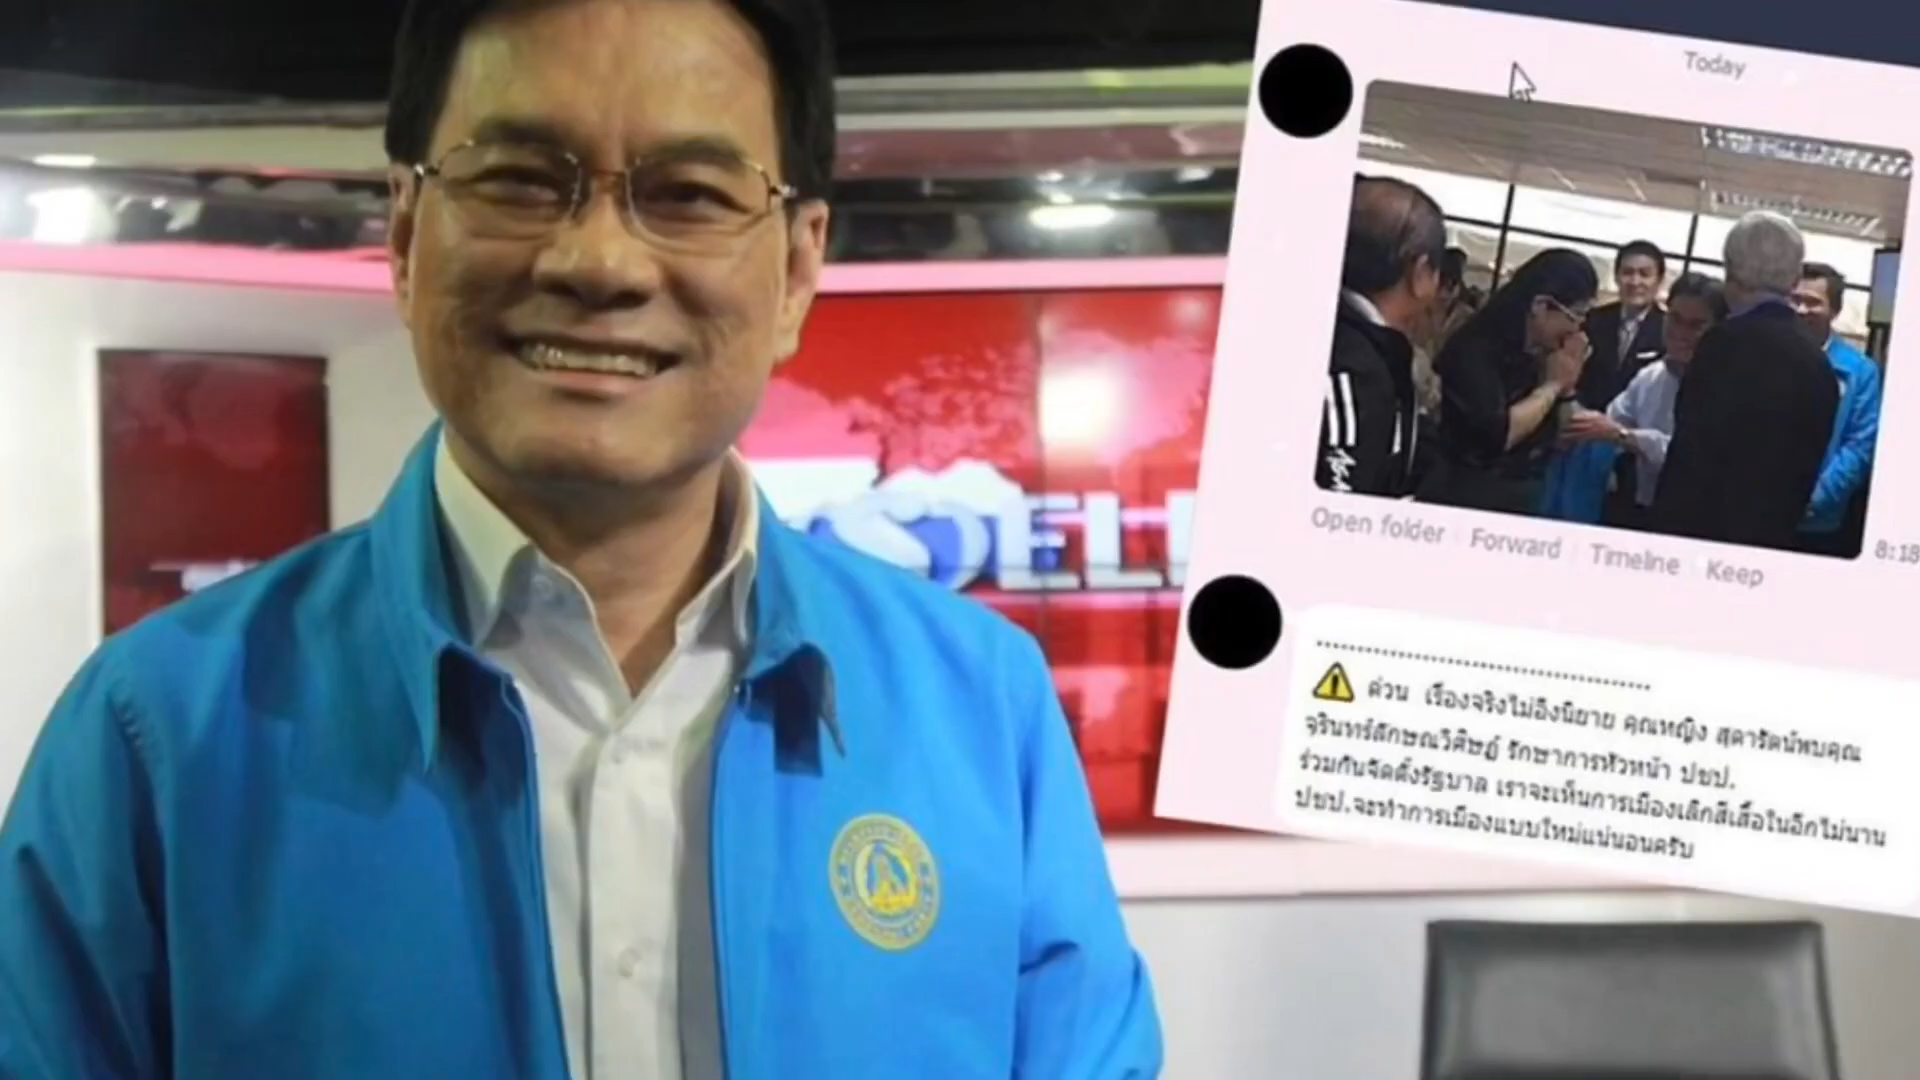 Today
Open folder Forward Timeline Keep
8:18
ด่วน เรื่องจริงไม่อิงนิยาย คุณหญิง สุดารัตน์พบคุณ
จุรินทร์ลักษณวิศิษฏ์ รักษาการหัวหน้า ปชป.
ร่วมกันจัดตั้งรัฐบาล เราจะเห็นการเมืองเลิกสีเสื้อในอีกไม่นาน
ปชป.จะทำการเมืองแบบใหม่แน่นอนครับ